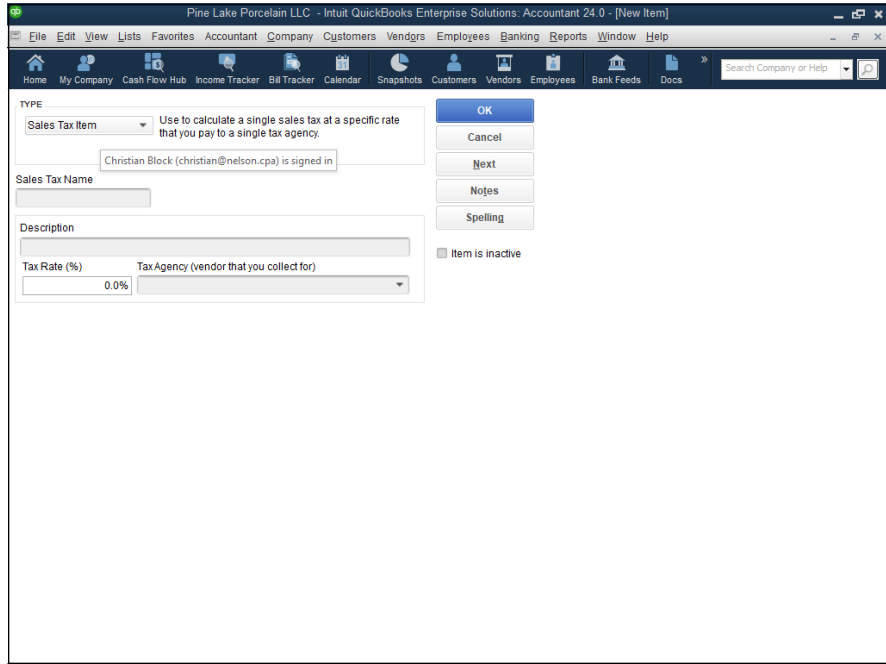 qb
Pine Lake Porcelain LLC - Intuit QuickBooks Enterprise Solutions: Accountant 24.0 - [New Item]
File Edit View Lists Favorites Accountant Company Customers Vendors Employees Banking Reports Window Help
31
Home My Company Cash Flow Hub Income Tracker Bill Tracker Calendar Snapshots Customers Vendors Employees Bank Feeds Docs » Search Company or Help
TYPE
Sales Tax Item
Use to calculate a single sales tax at a specific rate
that you pay to a single tax agency.
Christian Block (christian@nelson.cpa) is signed in
Sales Tax Name
Description
Tax Rate (%) Tax Agency (vendor that you collect for)
0.0%
OK
Cancel
Next
Notes
Spelling
Item is inactive